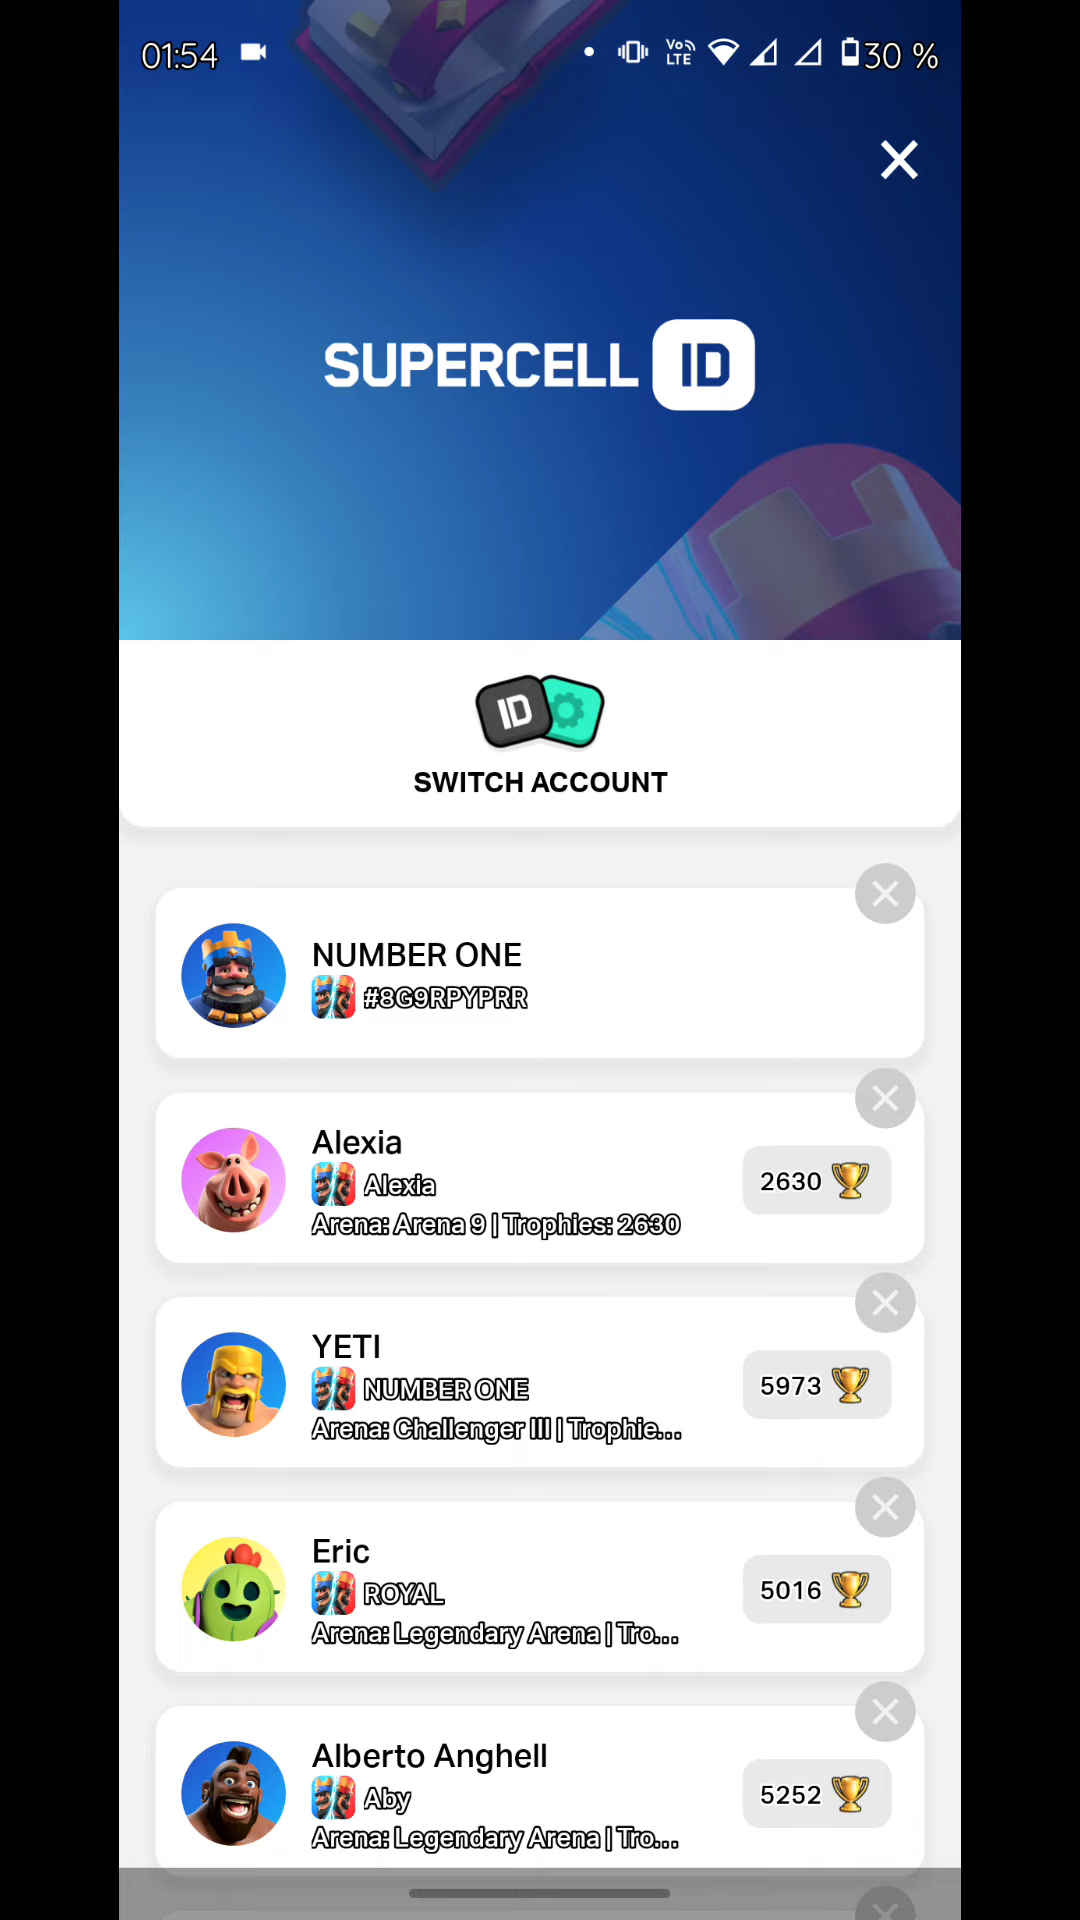 01:54
Vo
LTE
30 %
SUPERCELL ID
ID
SWITCH ACCOUNT
NUMBER ONE
#8G9RPYPRR
Alexia
Alexia
2630
Arena: Arena 9 | Trophies: 2630
YETI
NUMBER ONE
5973
Arena: Challenger III | Trophie...
Eric
ROYAL
5016
Arena: Legendary Arena | Tro...
Alberto Anghell
Aby
5252
Arena: Legendary Arena | Tro...